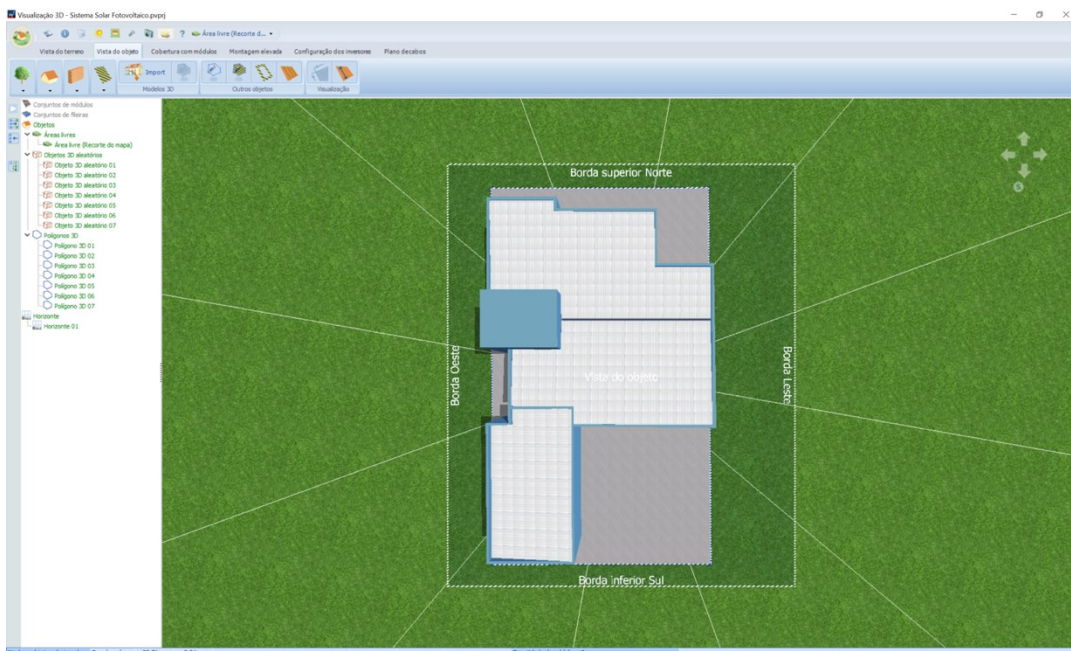 Visualização 3D - Sistema Solar Fotovoltaico.pvprj
? Área livre (Recorte d...
Vista do terreno Vista do objeto Cobertura com módulos Montagem elevada Configuração dos inversores Plano decabos
Import
Modelos 3D Outros objetos Visualização
Conjuntos de módulos
Conjuntos de fileiras
Objetos
Áreas livres
Área livre (Recorte do mapa)
Objetos 3D aleatórios
Objeto 3D aleatório 01
Objeto 3D aleatório 02
Objeto 3D aleatório 03
Objeto 3D aleatório 04
Objeto 3D aleatório 05
Objeto 3D aleatório 06
Objeto 3D aleatório 07
Polígonos 3D
Polígono 3D 01
Polígono 3D 02
Polígono 3D 03
Polígono 3D 04
Polígono 3D 05
Polígono 3D 06
Polígono 3D 07
Horizonte
Horizonte 01
Borda superior Norte
Borda Oeste
Vista do objeto
Borda Leste
Borda inferior Sul
S